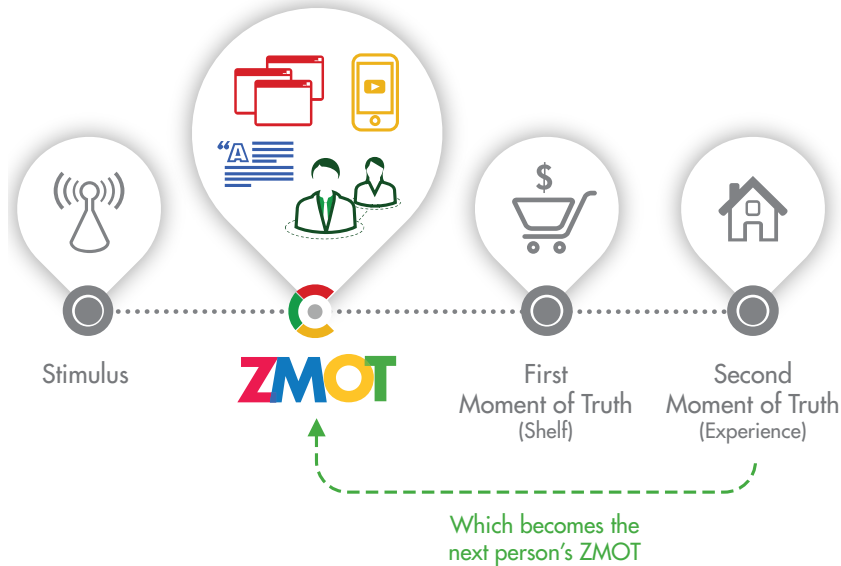 “A
$
Stimulus
ZMOT
First
Moment of Truth
(Shelf)
Second
Moment of Truth
(Experience)
Which becomes the
next person’s ZMOT